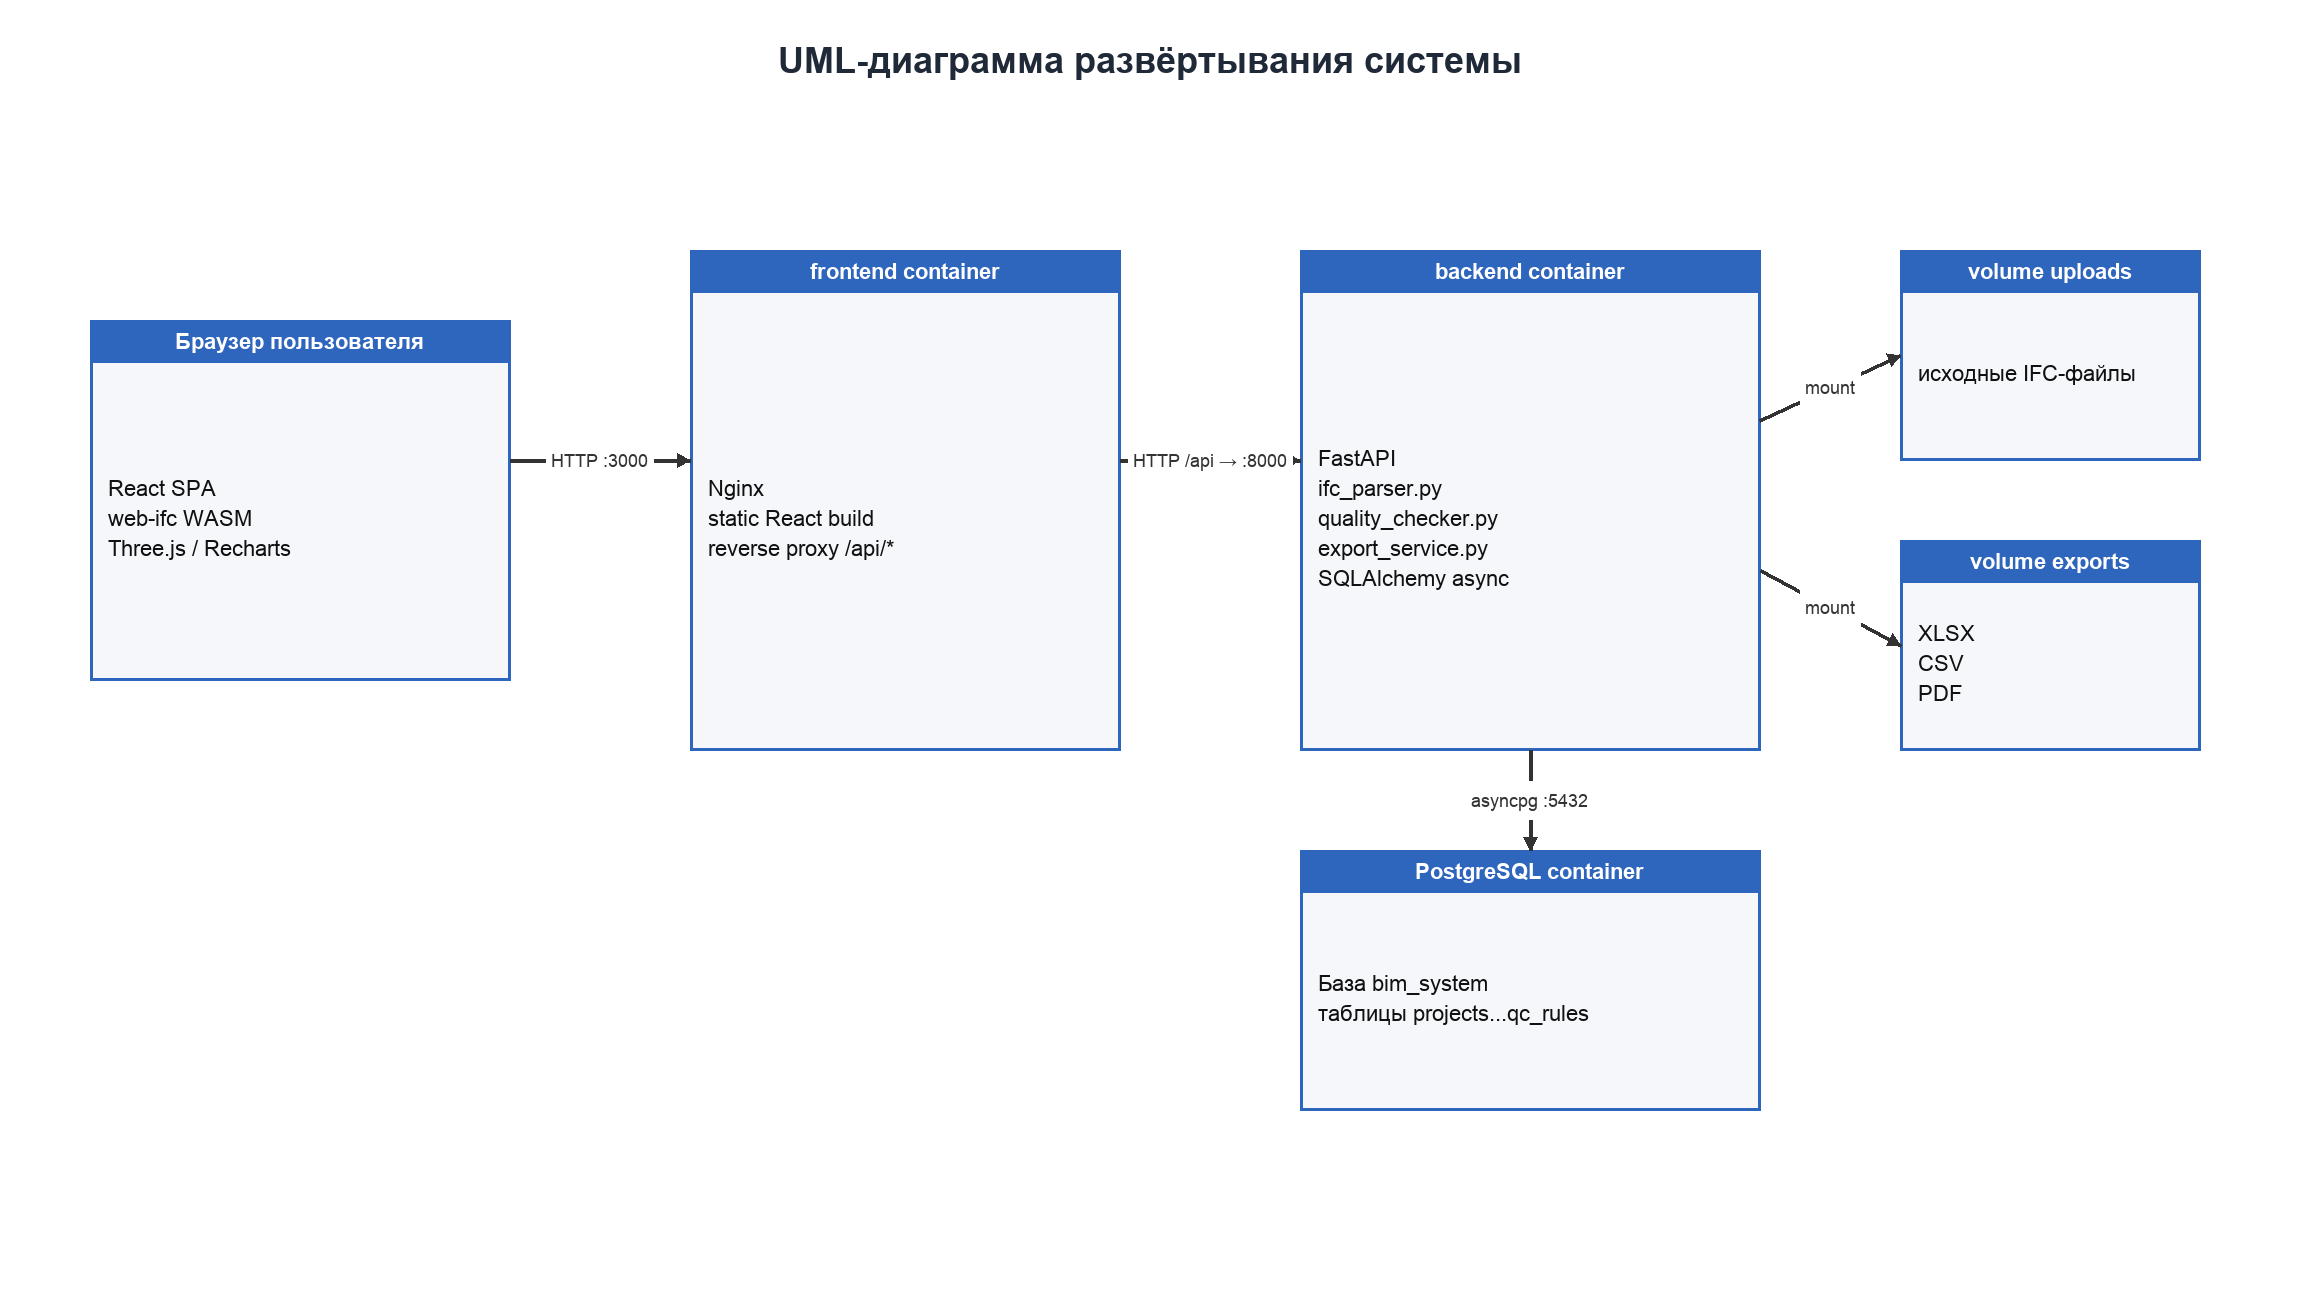 UML-диаграмма развёртывания системы
Браузер пользователя
React SPA
web-ifc WASM
Three.js / Recharts
HTTP :3000
frontend container
Nginx
static React build
reverse proxy /api/*
HTTP /api → :8000
backend container
FastAPI
ifc_parser.py
quality_checker.py
export_service.py
SQLAlchemy async
mount
volume uploads
исходные IFC-файлы
mount
volume exports
XLSX
CSV
PDF
asyncpg :5432
PostgreSQL container
База bim_system
таблицы projects...qc_rules